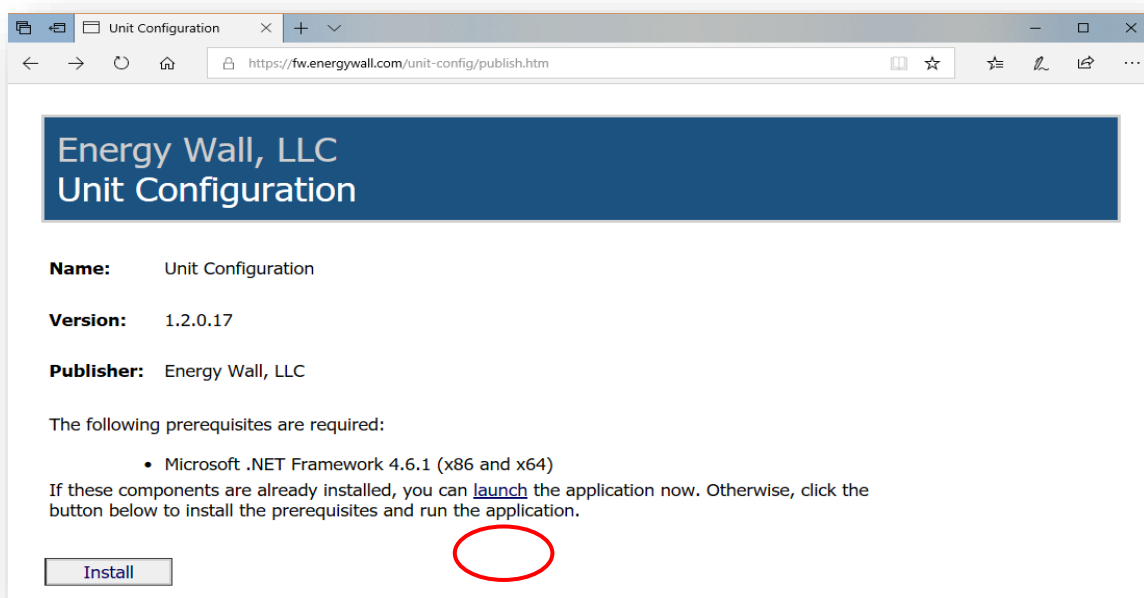 Unit Configuration
https://fw.energywall.com/unit-config/publish.htm
Energy Wall, LLC
Unit Configuration
Name: Unit Configuration
Version: 1.2.0.17
Publisher: Energy Wall, LLC
The following prerequisites are required:
• Microsoft .NET Framework 4.6.1 (x86 and x64)
If these components are already installed, you can launch the application now. Otherwise, click the
button below to install the prerequisites and run the application.
Install